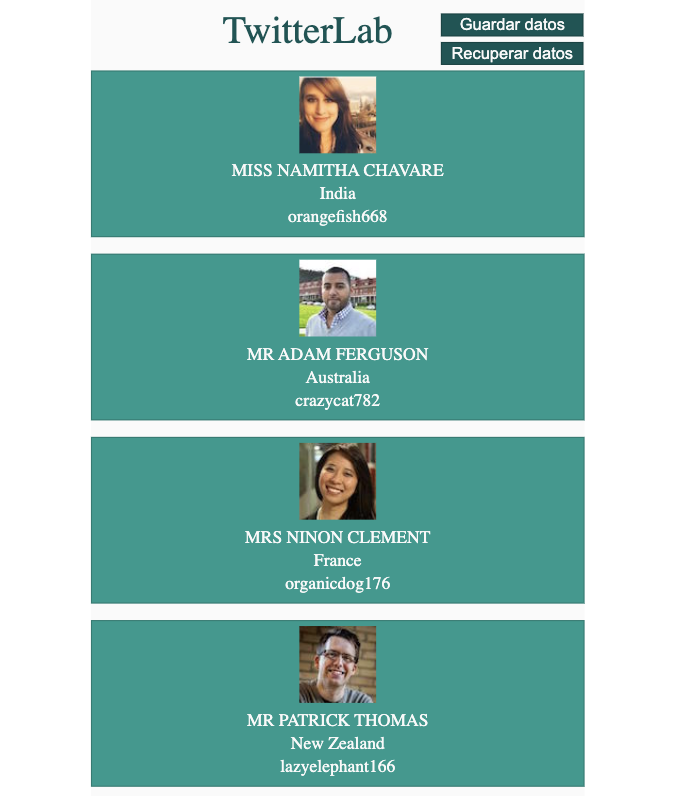 TwitterLab
Guardar datos
Recuperar datos
MISS NAMITHA CHAVARE
India
orangefish668
MR ADAM FERGUSON
Australia
crazycat782
MRS NINON CLEMENT
France
organicdog176
MR PATRICK THOMAS
New Zealand
lazyelephant166